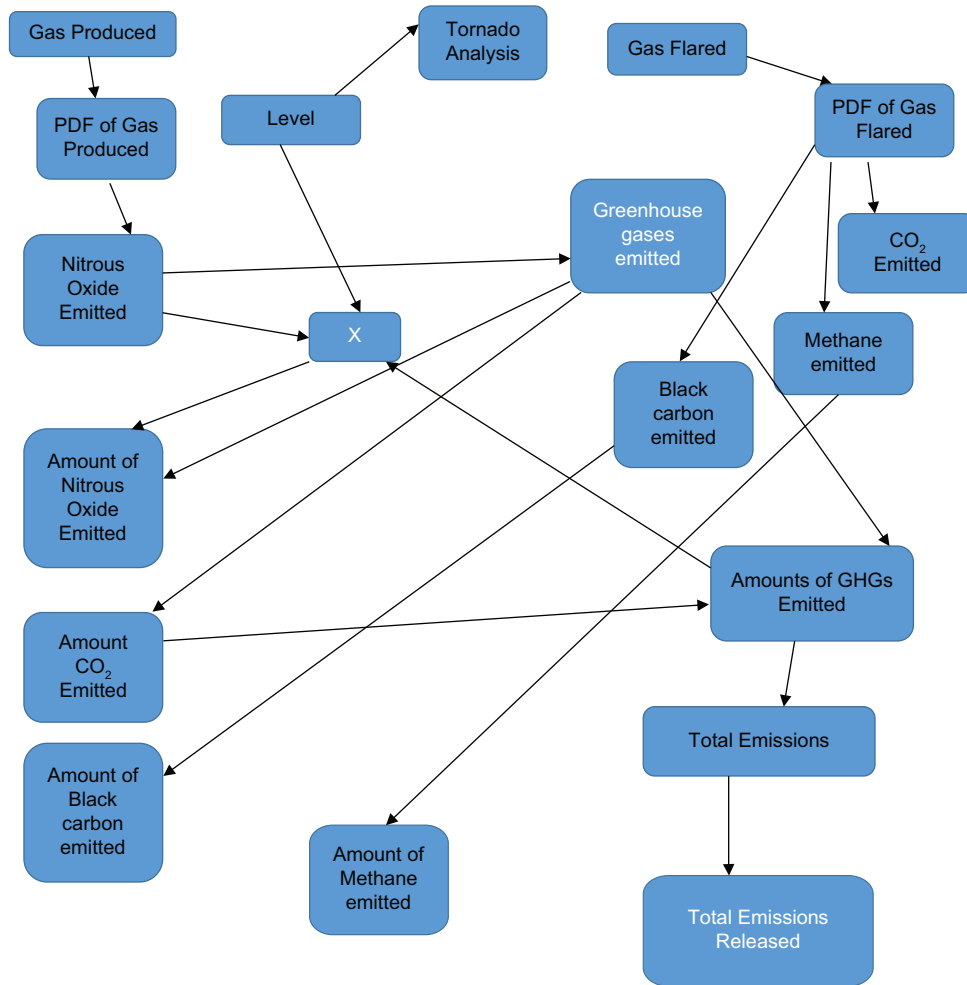 Gas Produced
Tornado
Analysis
Gas Flared
PDF of Gas
Produced
Level
PDF of Gas
Flared
Greenhouse
gases
emitted
Nitrous
Oxide
Emitted
CO₂
Emitted
X
Methane
emitted
Black
carbon
emitted
Amount of
Nitrous
Oxide
Emitted
Amounts of GHGs
Emitted
Amount
CO₂
Emitted
Total Emissions
Amount of
Black
carbon
emitted
Amount of
Methane
emitted
Total Emissions
Released